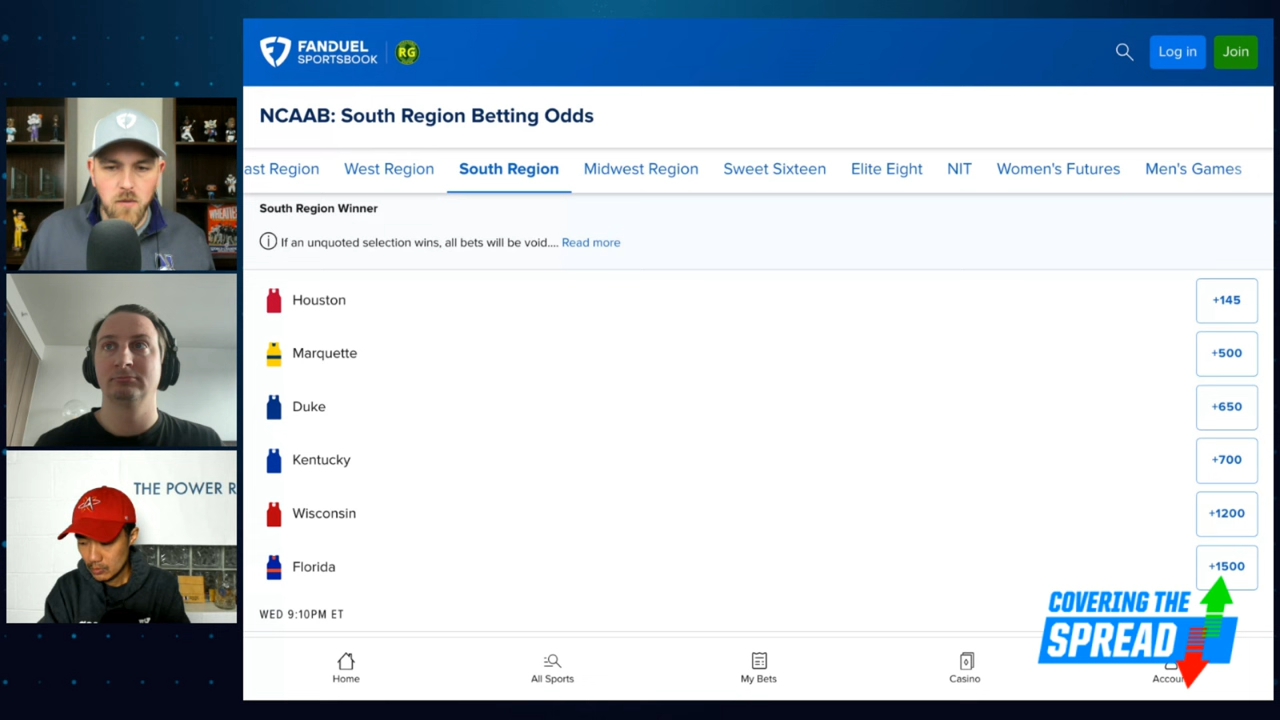 FANDUEL
SPORTSBOOK
RG
Log in
Join
NCAAB: South Region Betting Odds
ast Region West Region South Region Midwest Region Sweet Sixteen Elite Eight NIT Women's Futures Men's Games
South Region Winner
If an unquoted selection wins, all bets will be void.... Read more
Houston +145
Marquette +500
Duke +650
Kentucky +700
Wisconsin +1200
Florida +1500
WED 9:10PM ET
COVERING THE
SPREAD
Home All Sports My Bets Casino Accou
WHEATIES
THE POWER R